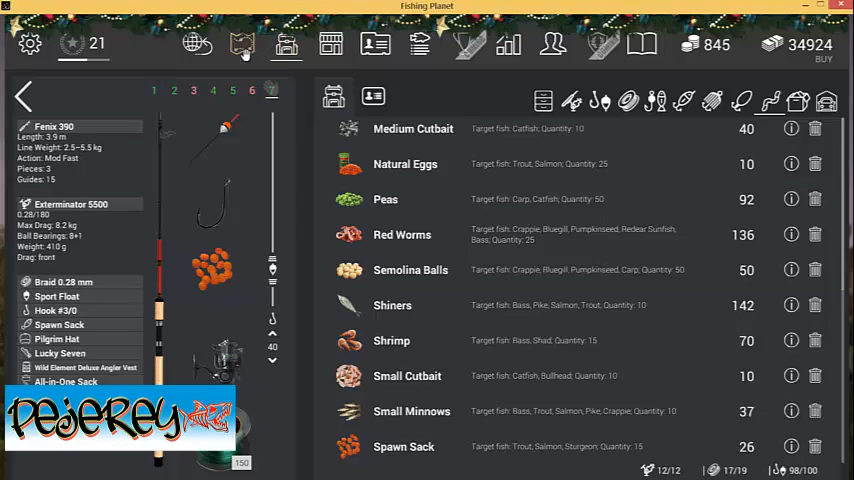 Fishing Planet
21
845
34924
BUY
1 2 3 4 5 6 7
Fenix 390
Length: 3.9 m
Line Weight: 2.5–5.5 kg
Action: Mod Fast
Pieces: 3
Guides: 15
Exterminator 5500
0.28/180
Max Drag: 8.2 kg
Ball Bearings: 8+1
Weight: 410 g
Drag: front
Braid 0.28 mm
Sport Float
Hook #3/0
Spawn Sack
Pilgrim Hat
Lucky Seven
Wild Element Deluxe Angler Vest
All-in-One Sack
PEJEREY
40
150
Medium Cutbait Target fish: Catfish; Quantity: 10 40
Natural Eggs Target fish: Trout, Salmon; Quantity: 25 10
Peas Target fish: Carp, Catfish; Quantity: 50 92
Red Worms Target fish: Crappie, Bluegill, Pumpkinseed, Redear Sunfish, Bass; Quantity: 25 136
Semolina Balls Target fish: Crappie, Bluegill, Pumpkinseed, Carp; Quantity: 50 50
Shiners Target fish: Bass, Pike, Salmon, Trout; Quantity: 10 142
Shrimp Target fish: Bass, Shad; Quantity: 15 70
Small Cutbait Target fish: Catfish, Bullhead; Quantity: 10 10
Small Minnows Target fish: Bass, Trout, Salmon, Pike, Crappie; Quantity: 10 37
Spawn Sack Target fish: Trout, Salmon, Sturgeon; Quantity: 15 26
12/12 17/19 98/100